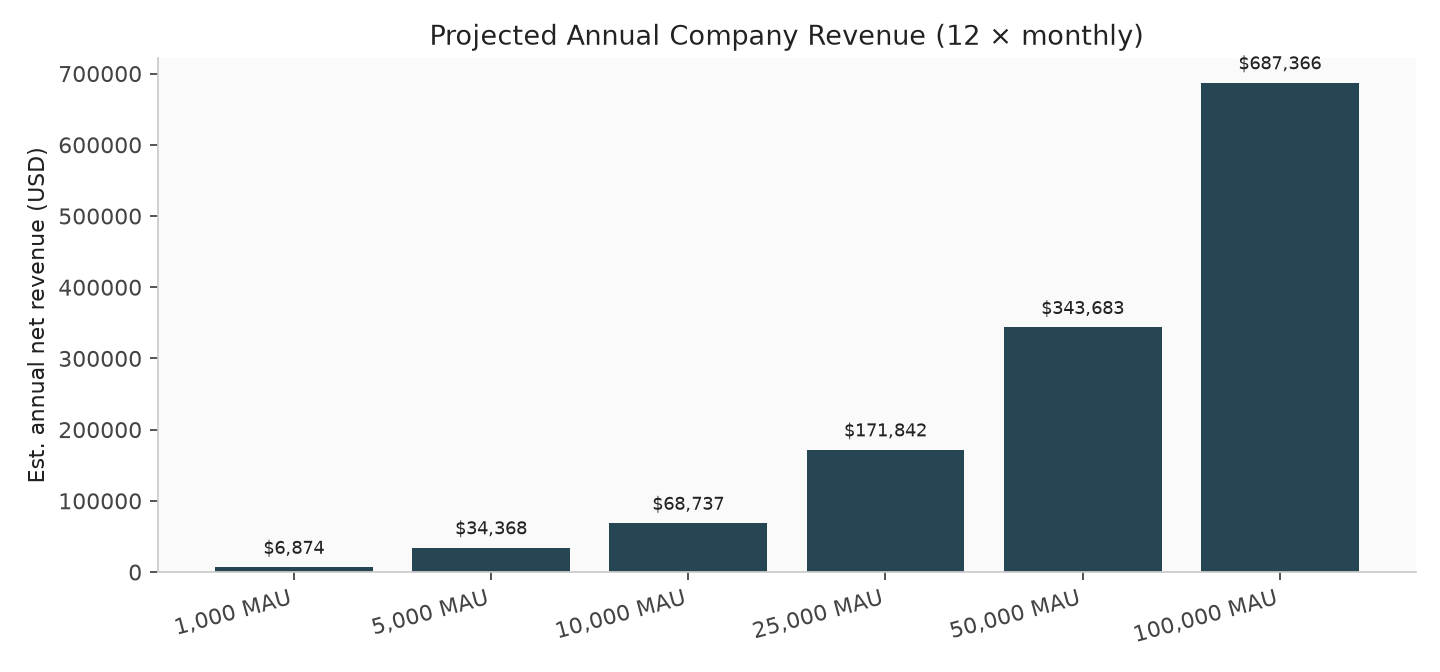 Projected Annual Company Revenue (12 × monthly)
Est. annual net revenue (USD)
700000
600000
500000
400000
300000
200000
100000
0
$6,874
$34,368
$68,737
$171,842
$343,683
$687,366
1,000 MAU
5,000 MAU
10,000 MAU
25,000 MAU
50,000 MAU
100,000 MAU